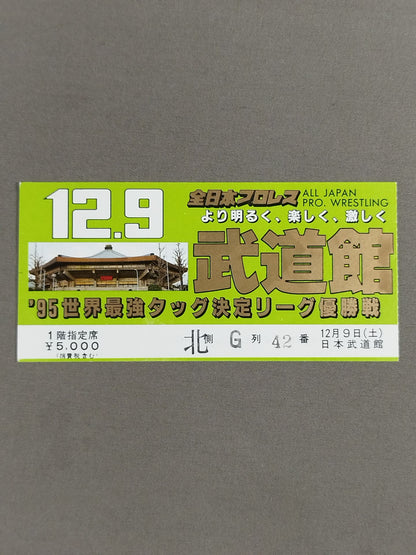 12.9
全日本プロレス
ALL JAPAN
PRO. WRESTLING
より明るく、楽しく、激しく
武道館
'95世界最強タッグ決定リーグ優勝戦
1階指定席
¥5,000
(消費税含む)
北側 G列 42番
12月9日(土)
日本武道館